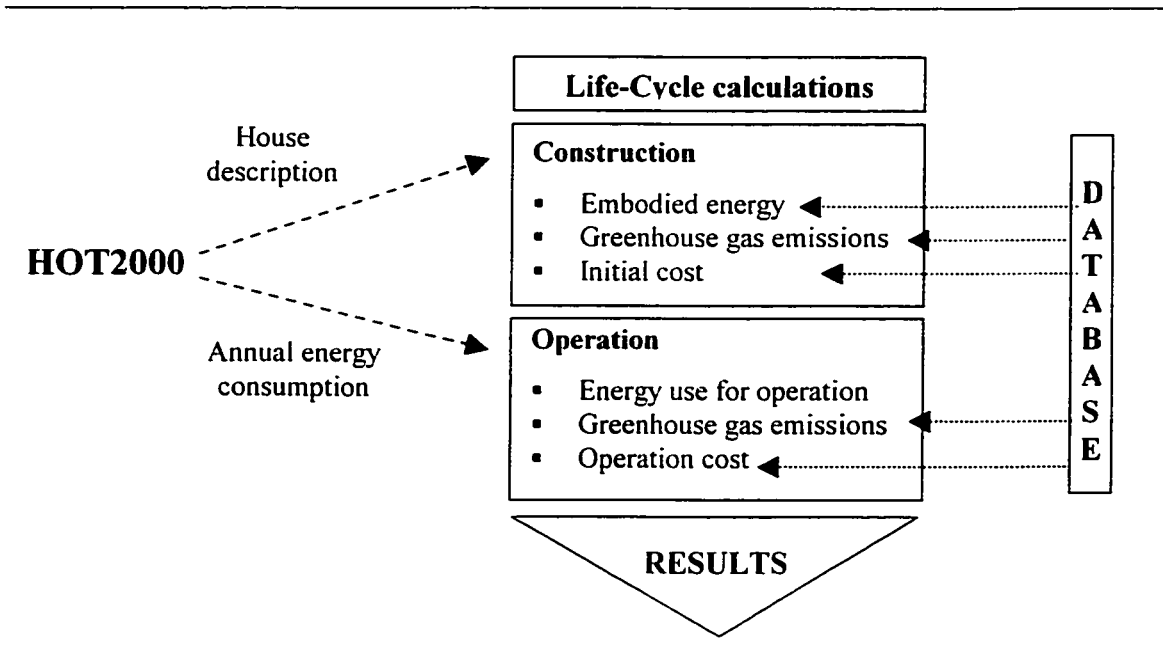 Life-Cycle calculations
House
description
HOT2000
Annual energy
consumption
Construction
▪ Embodied energy
▪ Greenhouse gas emissions
▪ Initial cost
Operation
▪ Energy use for operation
▪ Greenhouse gas emissions
▪ Operation cost
D
A
T
A
B
A
S
E
RESULTS